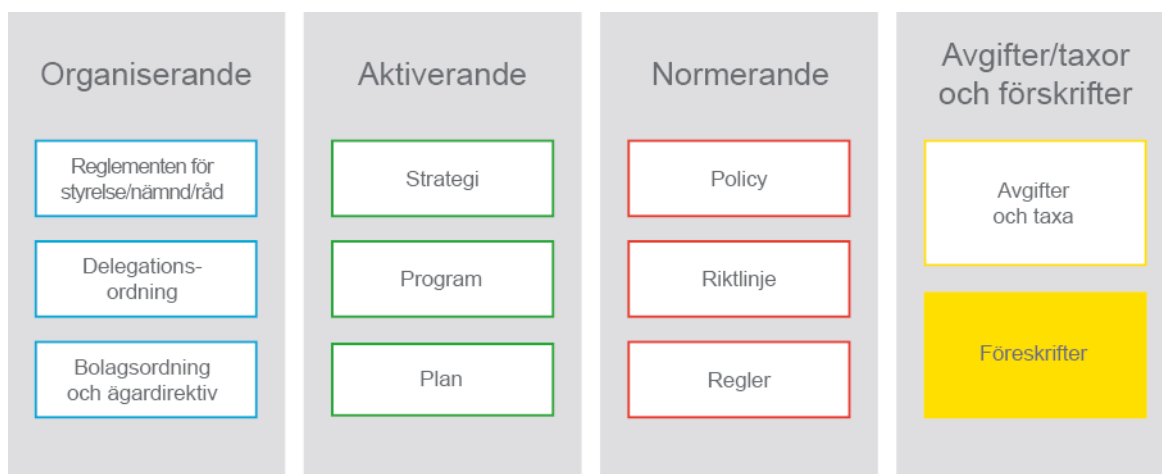 Organiserande
Reglementen för
styrelse/nämnd/råd
Delegations-
ordning
Bolagsordning
och ägardirektiv
Aktiverande
Strategi
Program
Plan
Normerande
Policy
Riktlinje
Regler
Avgifter/taxor
och förskrifter
Avgifter
och taxa
Föreskrifter